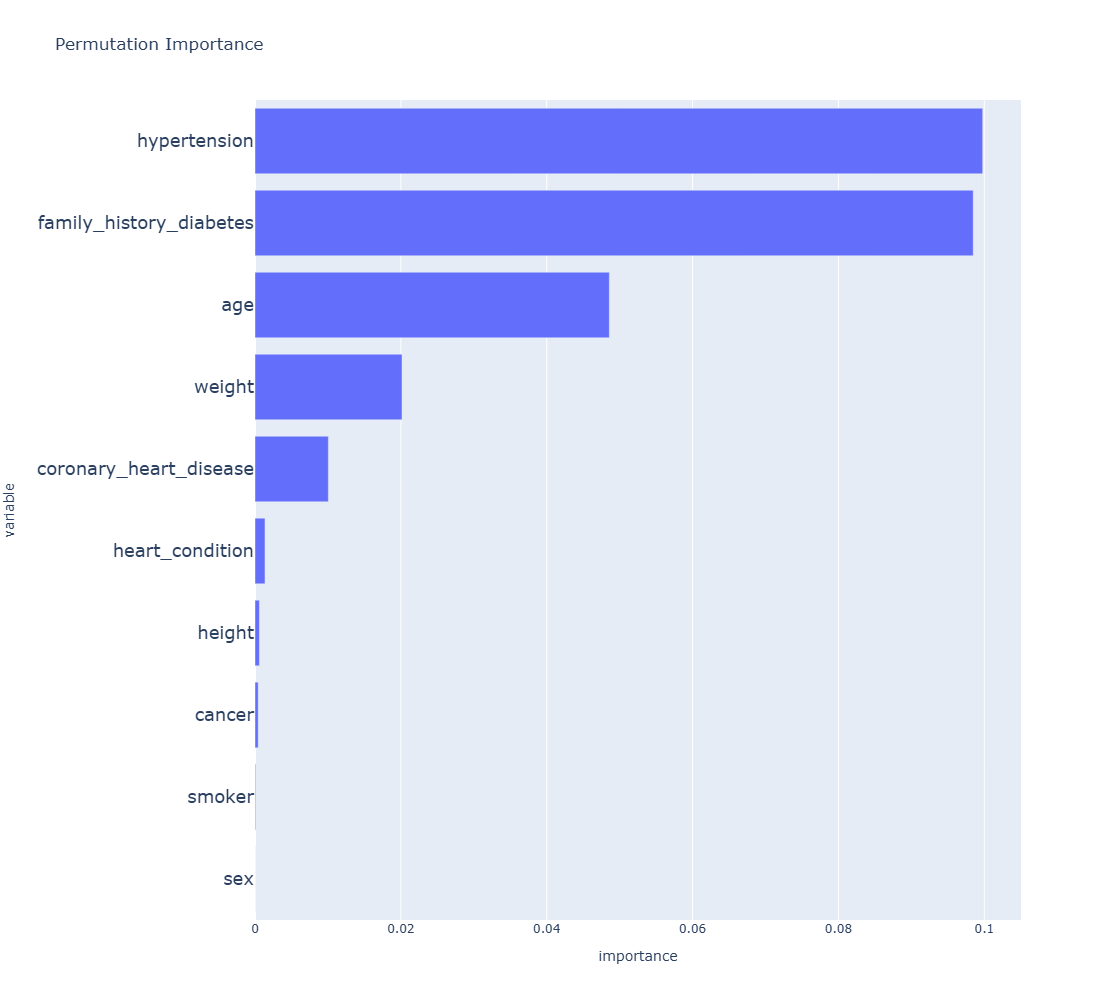 Permutation Importance
hypertension
family_history_diabetes
age
weight
coronary_heart_disease
heart_condition
height
cancer
smoker
sex
variable
0 0.02 0.04 0.06 0.08 0.1
importance